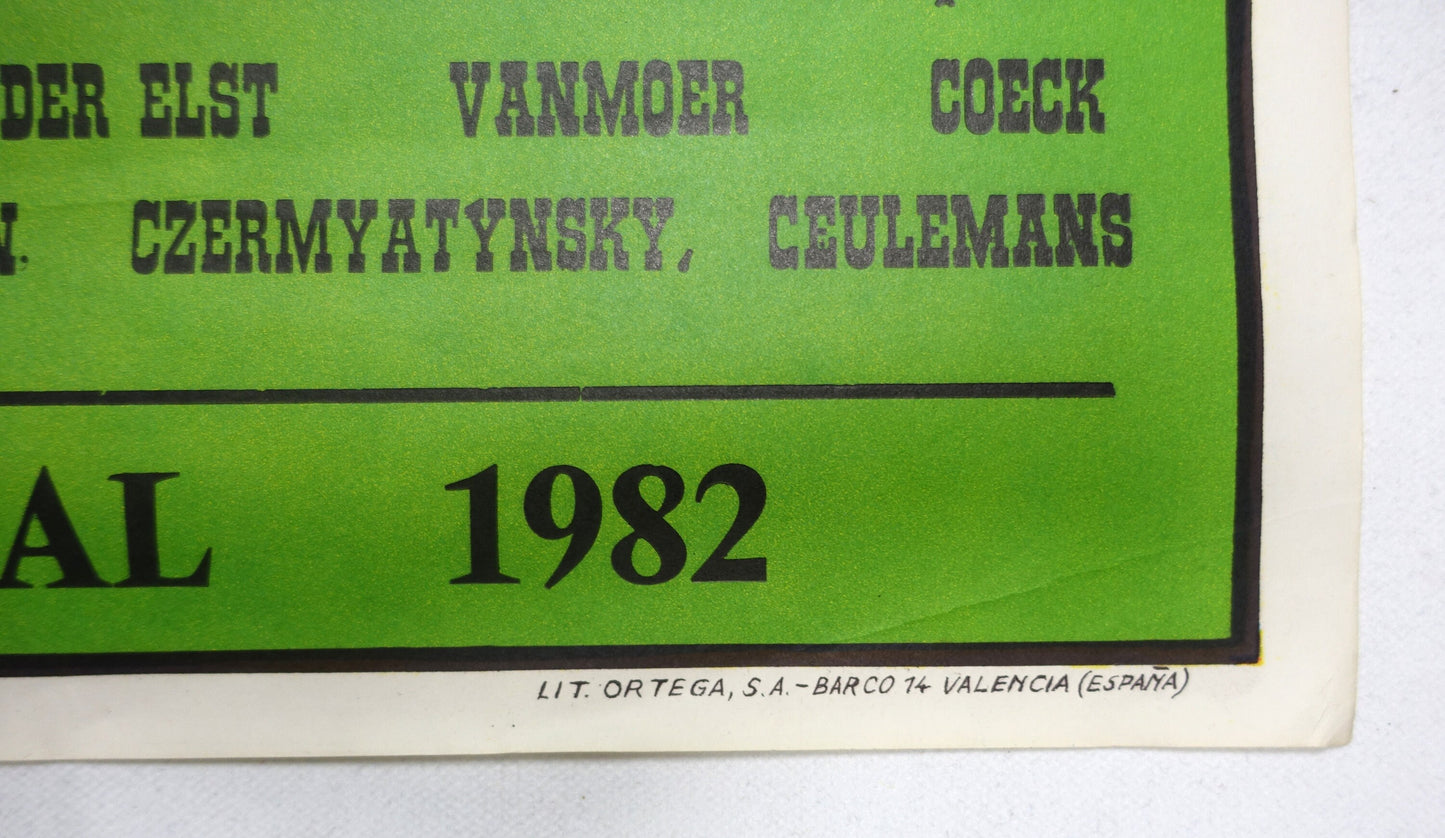 DER ELST VANMOER COECK
N. CZERMYATYNSKY, CEULEMANS
AL 1982
LIT. ORTEGA, S.A.-BARCO 14 VALENCIA (ESPAÑA)